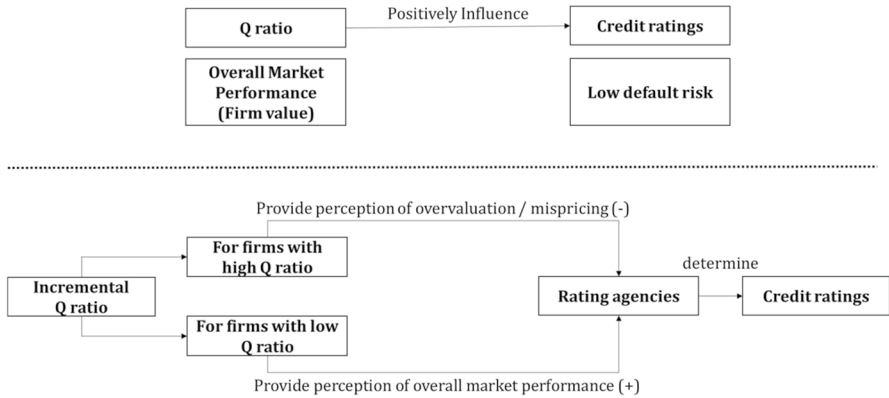 Positively Influence
Q ratio
Credit ratings
Overall Market
Performance
(Firm value)
Low default risk
Provide perception of overvaluation / mispricing (-)
For firms with
high Q ratio
determine
Incremental
Q ratio
Rating agencies
Credit ratings
For firms with low
Q ratio
Provide perception of overall market performance (+)